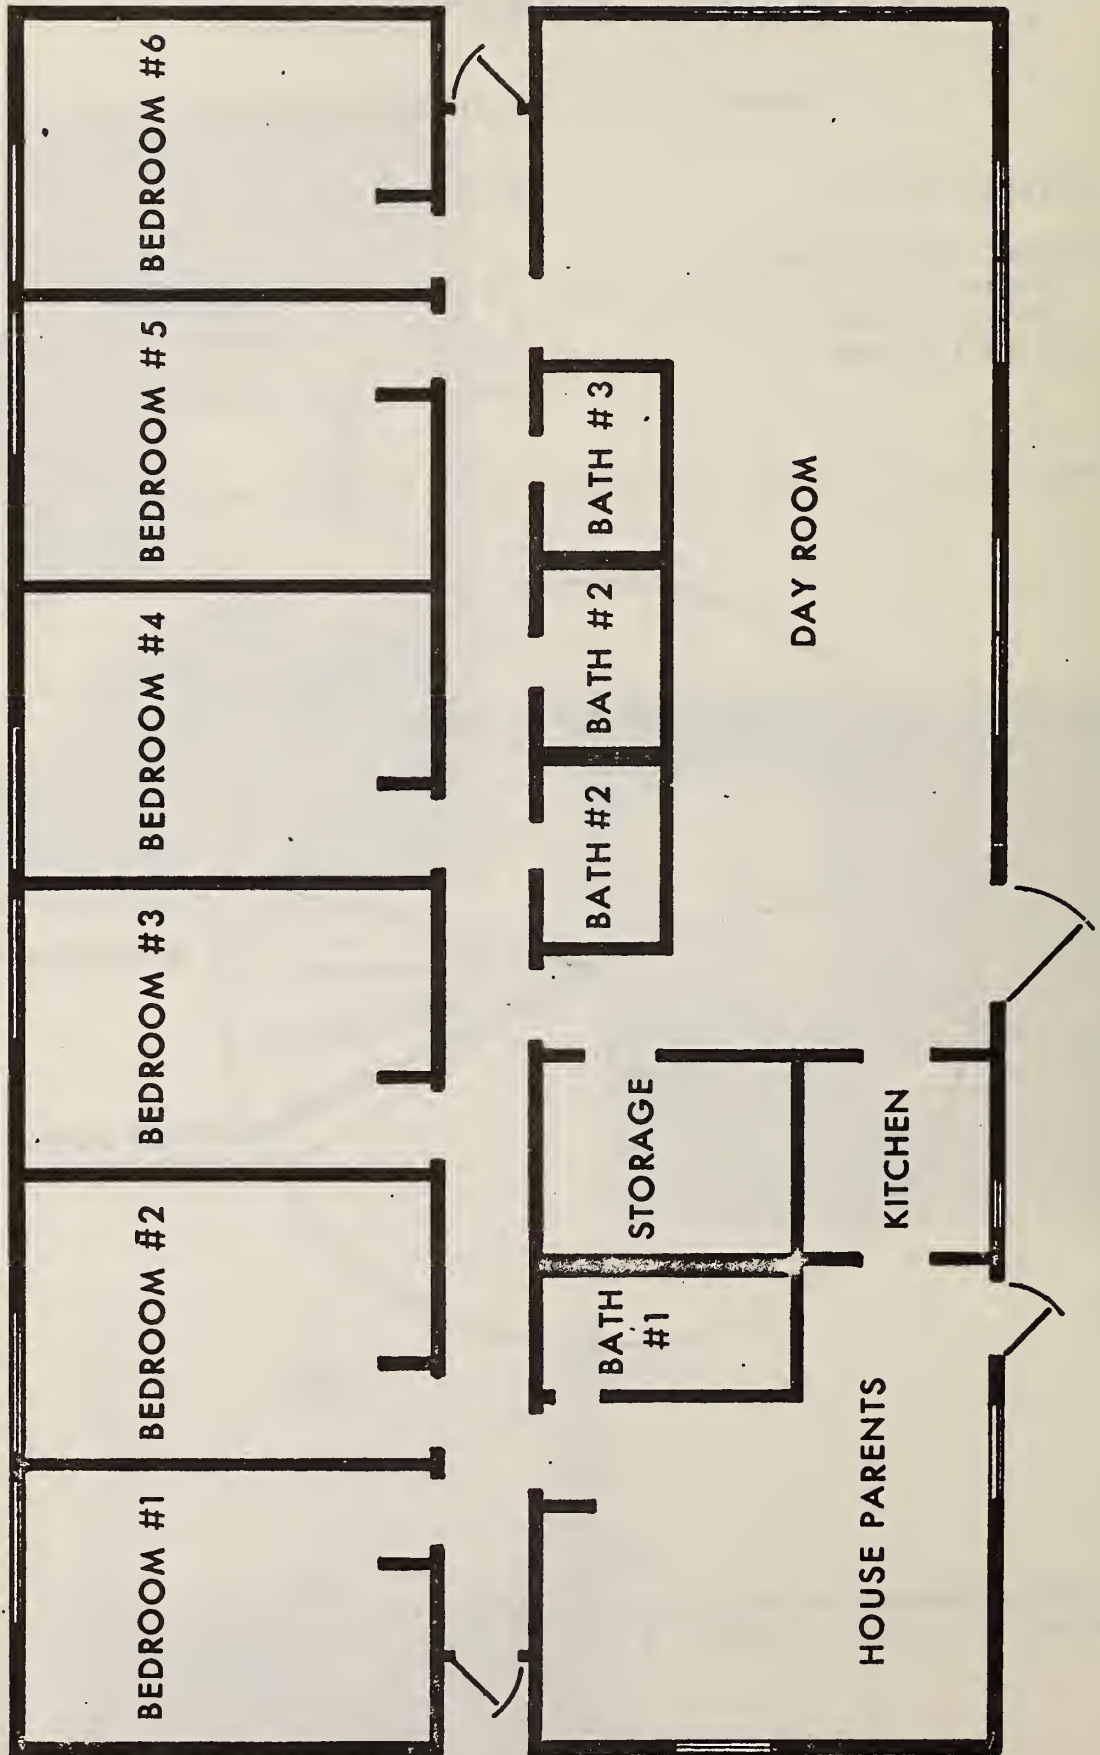 BEDROOM #1
BEDROOM #2
BEDROOM #3
BEDROOM #4
BEDROOM #5
BEDROOM #6
BATH
#1
STORAGE
BATH #2
BATH #2
BATH #3
HOUSE PARENTS
KITCHEN
DAY ROOM